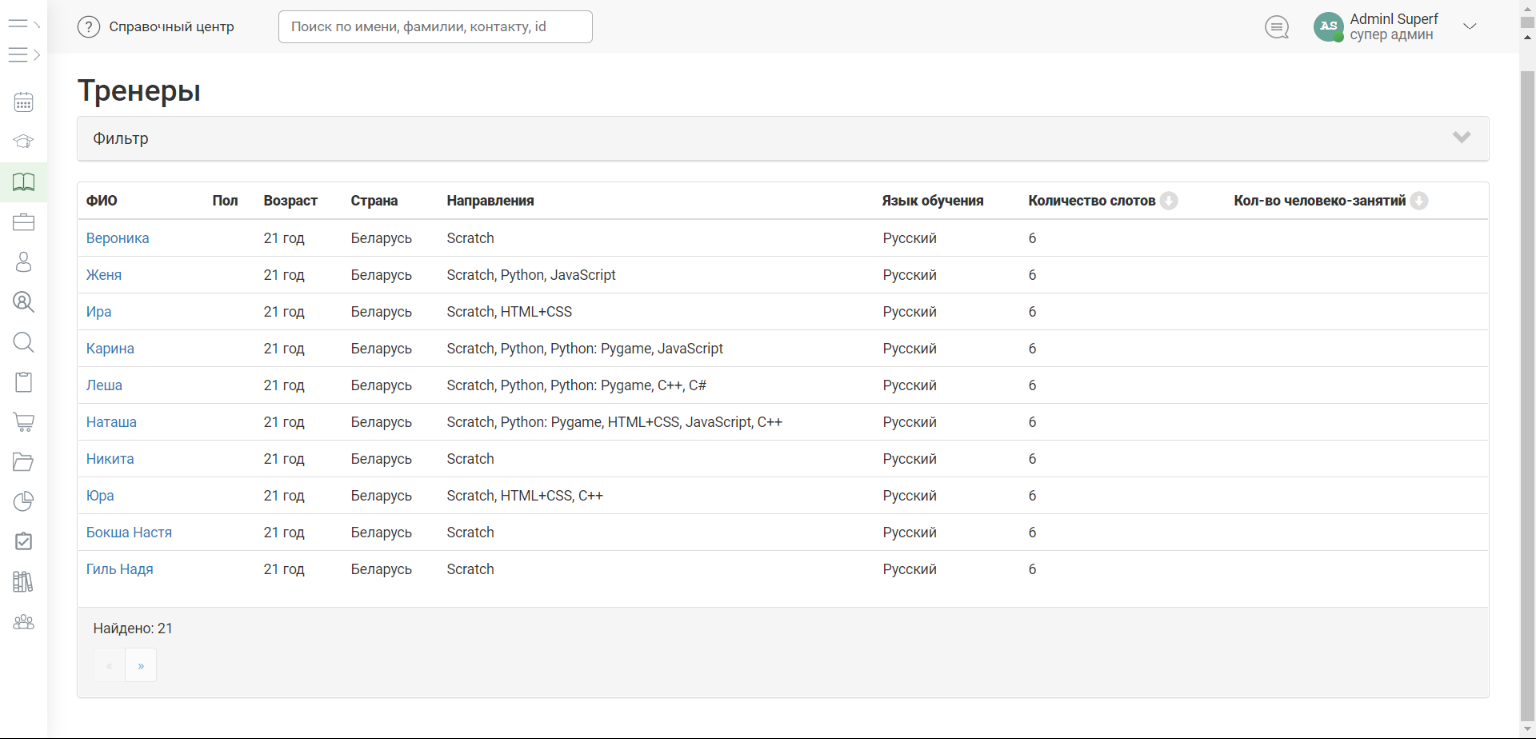 ? Справочный центр Поиск по имени, фамилии, контакту, id AS Adminl Superf
супер админ
Тренеры
Фильтр
ФИО Пол Возраст Страна Направления Язык обучения Количество слотов Кол-во человеко-занятий
Вероника 21 год Беларусь Scratch Русский 6
Женя 21 год Беларусь Scratch, Python, JavaScript Русский 6
Ира 21 год Беларусь Scratch, HTML+CSS Русский 6
Карина 21 год Беларусь Scratch, Python, Python: Pygame, JavaScript Русский 6
Леша 21 год Беларусь Scratch, Python, Python: Pygame, C++, C# Русский 6
Наташа 21 год Беларусь Scratch, Python: Pygame, HTML+CSS, JavaScript, C++ Русский 6
Никита 21 год Беларусь Scratch Русский 6
Юра 21 год Беларусь Scratch, HTML+CSS, C++ Русский 6
Бокша Настя 21 год Беларусь Scratch Русский 6
Гиль Надя 21 год Беларусь Scratch Русский 6
Найдено: 21
« »